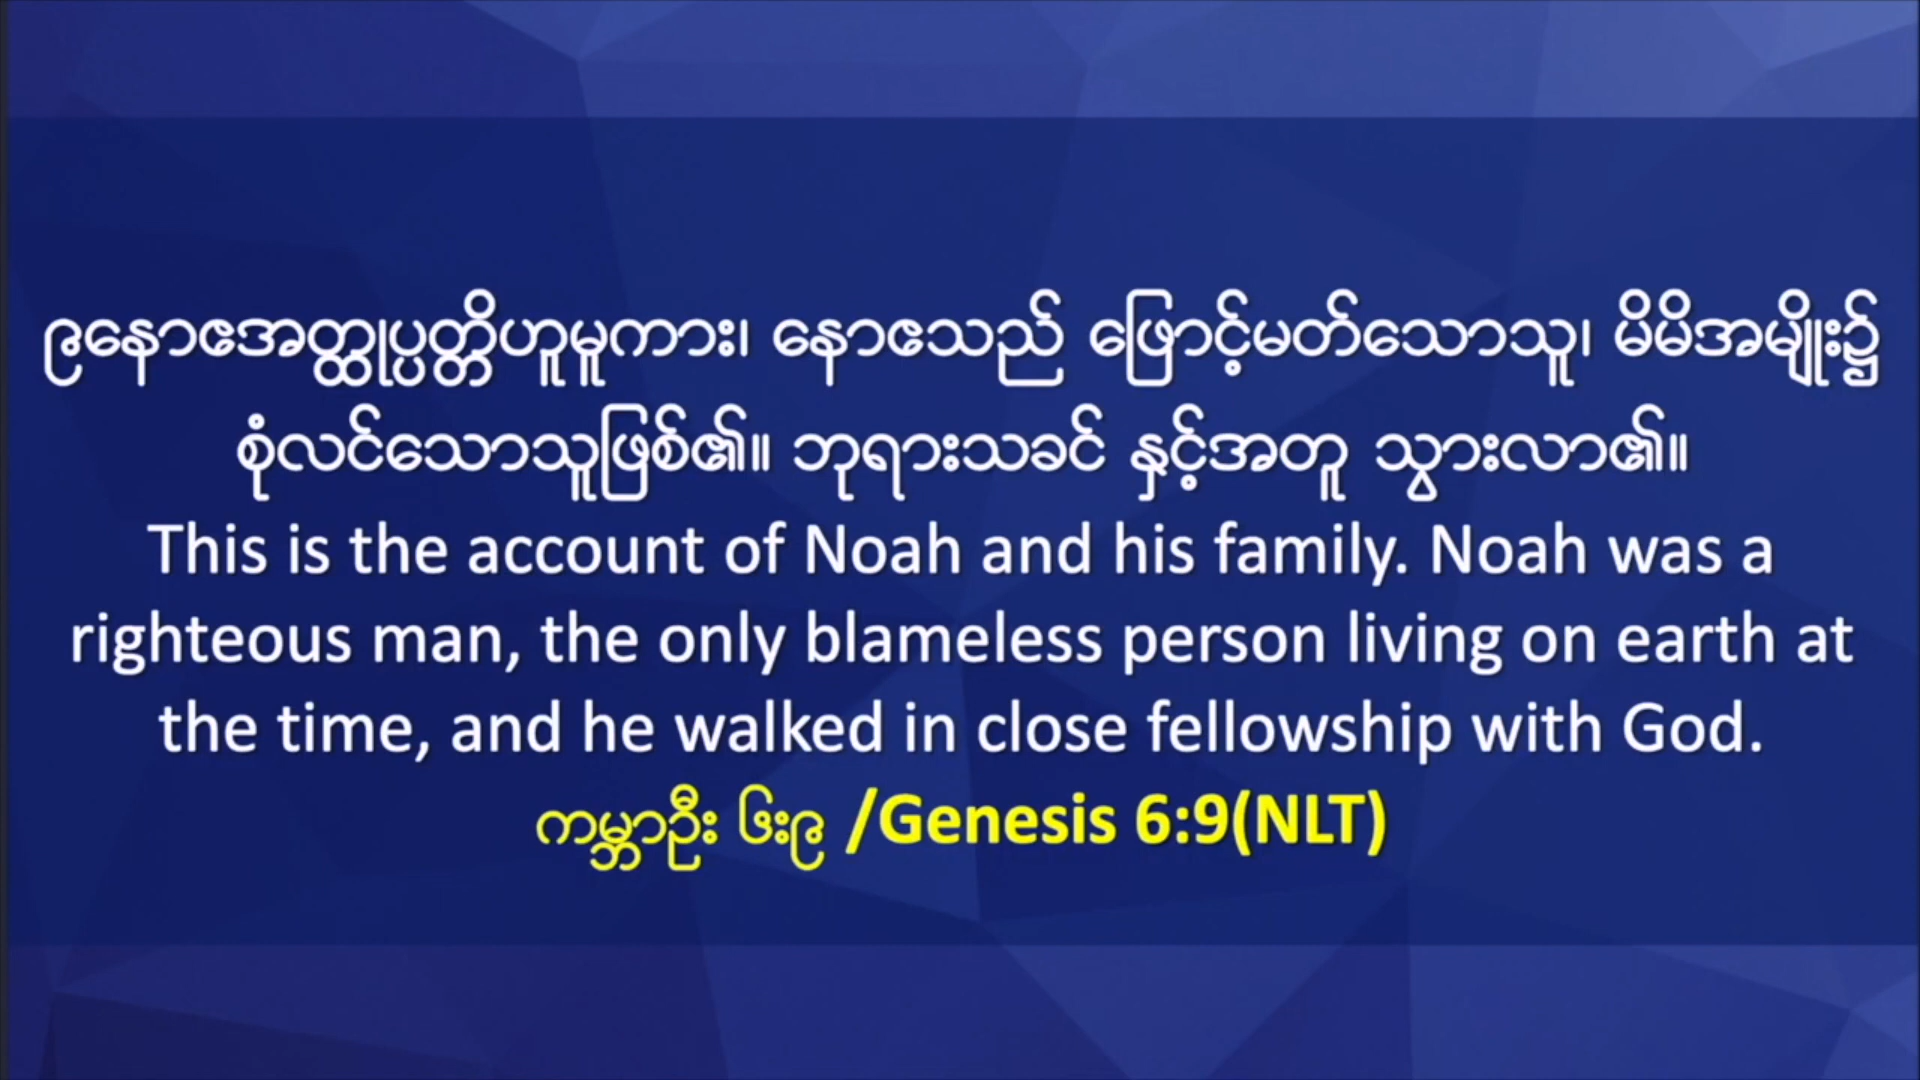 ၉နောဧအတ္ထုပ္ပတ္တိဟူမူကား၊ နောဧသည် ဖြောင့်မတ်သောသူ၊ မိမိအမျိုး၌
စုံလင်သောသူဖြစ်၏။ ဘုရားသခင် နှင့်အတူ သွားလာ၏။
This is the account of Noah and his family. Noah was a
righteous man, the only blameless person living on earth at
the time, and he walked in close fellowship with God.
ကမ္ဘာဦး ၆း၉ /Genesis 6:9(NLT)